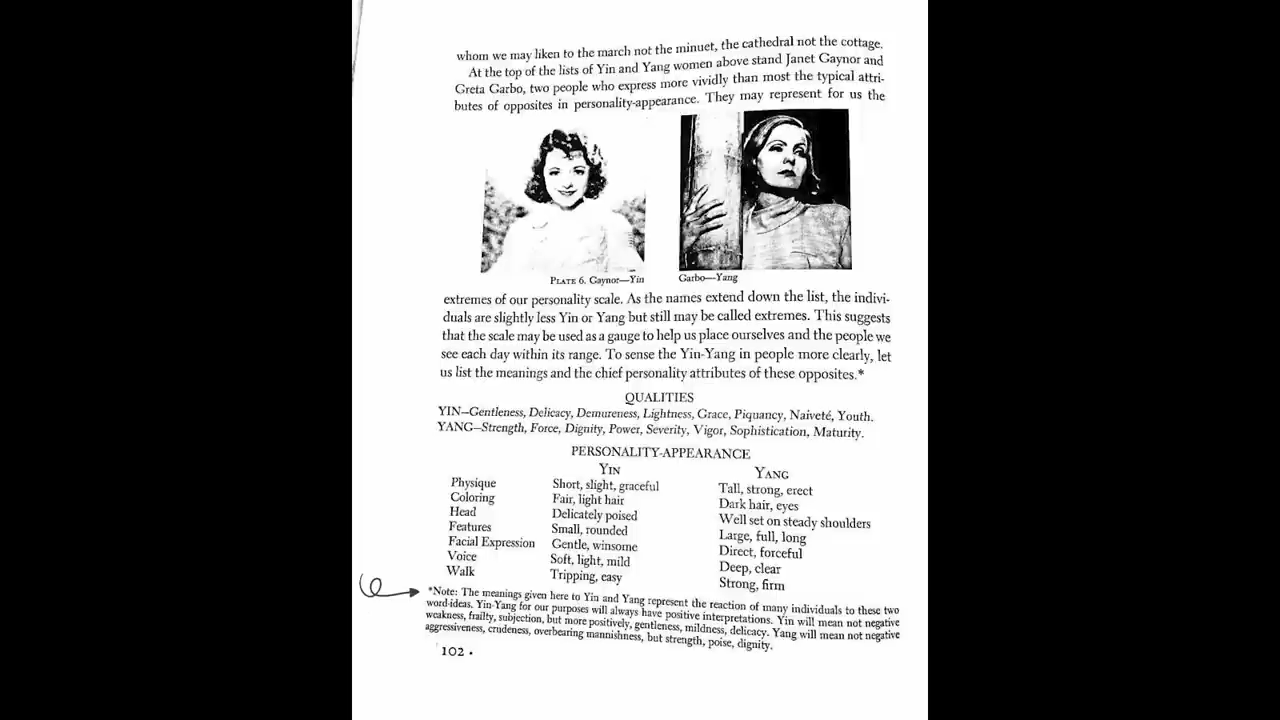 whom we may liken to the march not the minuet, the cathedral not the cottage.
At the top of the lists of Yin and Yang women above stand Janet Gaynor and
Greta Garbo, two people who express more vividly than most the typical attri-
butes of opposites in personality-appearance. They may represent for us the
PLATE 6. Gaynor—Yin
Garbo—Yang
extremes of our personality scale. As the names extend down the list, the indivi-
duals are slightly less Yin or Yang but still may be called extremes. This suggests
that the scale may be used as a gauge to help us place ourselves and the people we
see each day within its range. To sense the Yin-Yang in people more clearly, let
us list the meanings and the chief personality attributes of these opposites.*
QUALITIES
YIN—Gentleness, Delicacy, Demureness, Lightness, Grace, Piquancy, Naiveté, Youth.
YANG—Strength, Force, Dignity, Power, Severity, Vigor, Sophistication, Maturity.
PERSONALITY-APPEARANCE
YIN YANG
Physique Short, slight, graceful Tall, strong, erect
Coloring Fair, light hair Dark hair, eyes
Head Delicately poised Well set on steady shoulders
Features Small, rounded Large, full, long
Facial Expression Gentle, winsome Direct, forceful
Voice Soft, light, mild Deep, clear
Walk Tripping, easy Strong, firm
*Note: The meanings given here to Yin and Yang represent the reaction of many individuals to these two
word-ideas. Yin-Yang for our purposes will always have positive interpretations. Yin will mean not negative
weakness, frailty, subjection, but more positively, gentleness, mildness, delicacy. Yang will mean not negative
aggressiveness, crudeness, overbearing mannishness, but strength, poise, dignity.
102 •